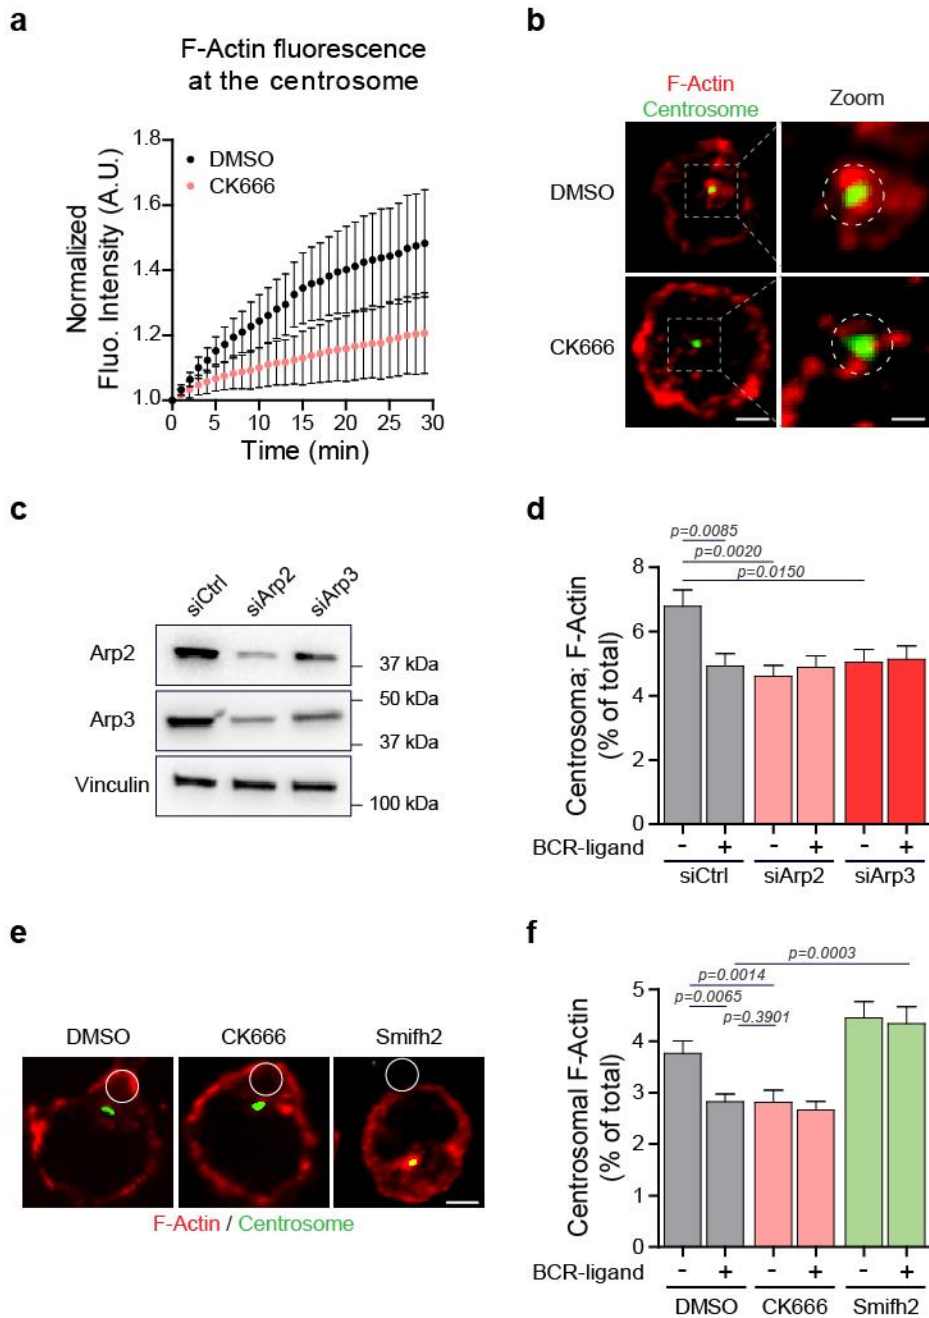 a
F-Actin fluorescence
at the centrosome
Normalized
Fluo. Intensity (A.U.)
1.8
1.6
1.4
1.2
1.0
DMSO
CK666
0 5 10 15 20 25 30
Time (min)
b
F-Actin
Centrosome
Zoom
DMSO
CK666
c
siCtrl siArp2 siArp3
Arp2
37 kDa
50 kDa
Arp3
37 kDa
Vinculin
100 kDa
d
p=0.0085
p=0.0020
p=0.0150
Centrosoma; F-Actin
(% of total)
8
6
4
2
0
BCR-ligand - + - + - +
siCtrl siArp2 siArp3
e
DMSO CK666 Smifh2
F-Actin / Centrosome
f
p=0.0003
p=0.0014
p=0.0065
p=0.3901
Centrosomal F-Actin
(% of total)
5
4
3
2
1
0
BCR-ligand - + - + - +
DMSO CK666 Smifh2